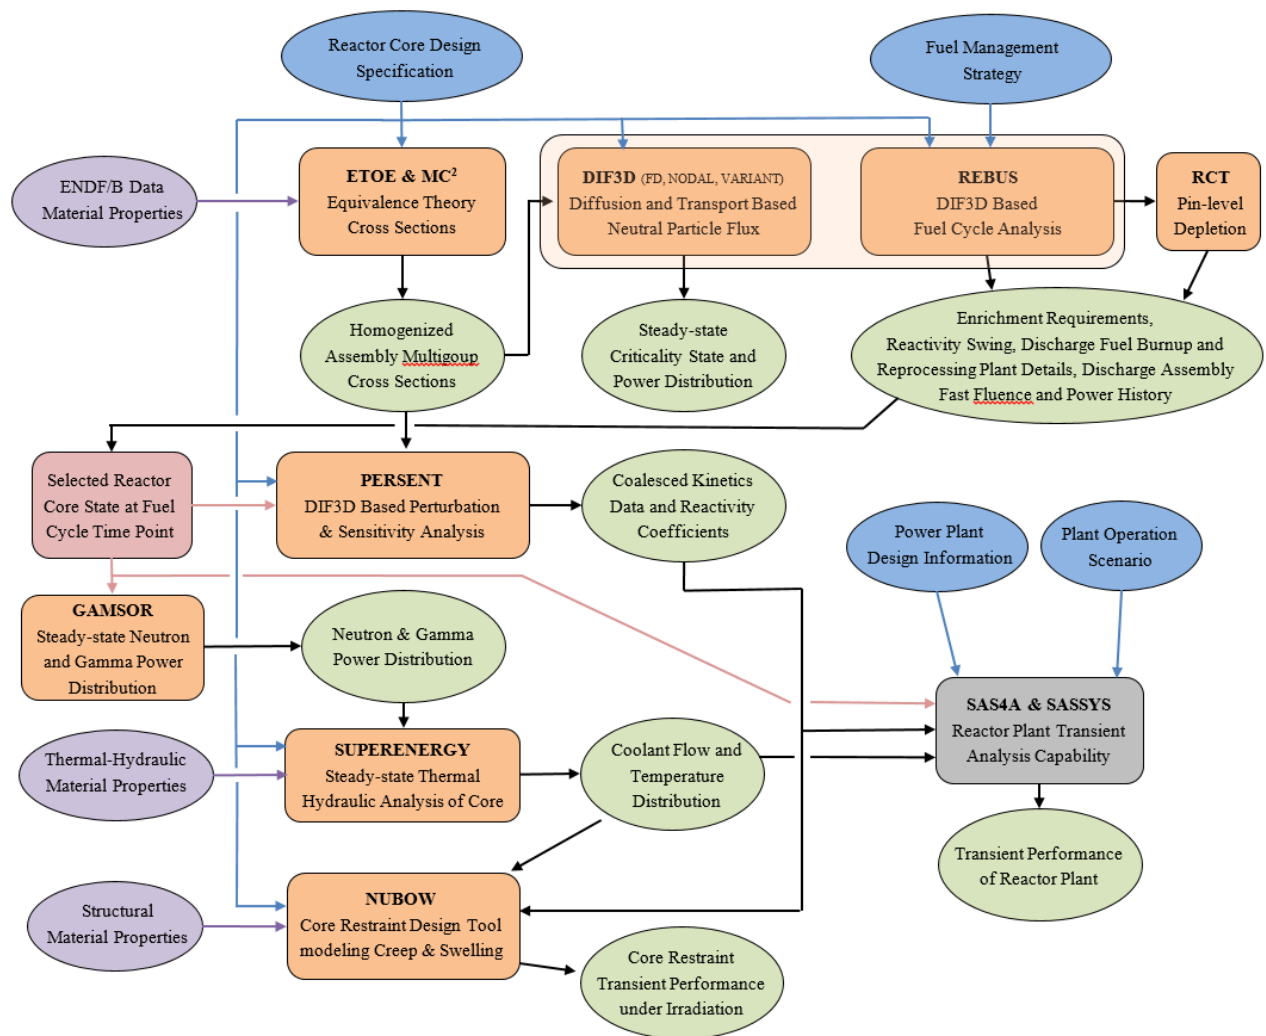 Reactor Core Design
Specification
Fuel Management
Strategy
ENDF/B Data
Material Properties
ETOE & MC²
Equivalence Theory
Cross Sections
DIF3D (FD, NODAL, VARIANT)
Diffusion and Transport Based
Neutral Particle Flux
REBUS
DIF3D Based
Fuel Cycle Analysis
RCT
Pin-level
Depletion
Homogenized
Assembly Multigoup
Cross Sections
Steady-state
Criticality State and
Power Distribution
Enrichment Requirements,
Reactivity Swing, Discharge Fuel Burnup and
Reprocessing Plant Details, Discharge Assembly
Fast Fluence and Power History
Selected Reactor
Core State at Fuel
Cycle Time Point
PERSENT
DIF3D Based Perturbation
& Sensitivity Analysis
Coalesced Kinetics
Data and Reactivity
Coefficients
Power Plant
Design Information
Plant Operation
Scenario
GAMSOR
Steady-state Neutron
and Gamma Power
Distribution
Neutron & Gamma
Power Distribution
SAS4A & SASSYS
Reactor Plant Transient
Analysis Capability
Thermal-Hydraulic
Material Properties
SUPERENERGY
Steady-state Thermal
Hydraulic Analysis of Core
Coolant Flow and
Temperature
Distribution
Transient Performance
of Reactor Plant
Structural
Material Properties
NUBOW
Core Restraint Design Tool
modeling Creep & Swelling
Core Restraint
Transient Performance
under Irradiation